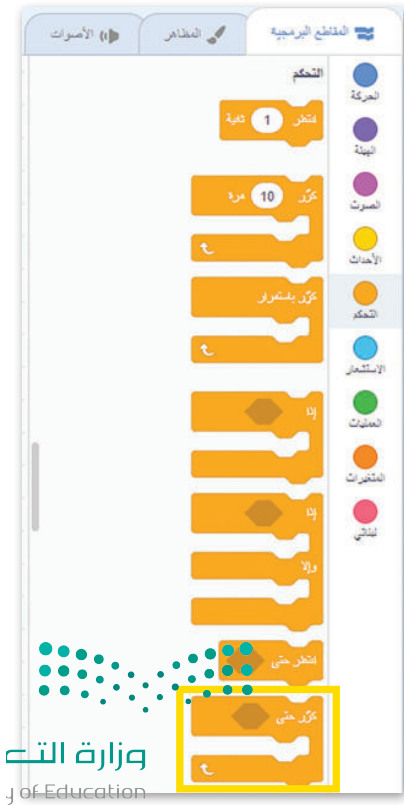 المقاطع البرمجية
المظاهر
الأصوات
الحركة
الهيئة
الصوت
الأحداث
التحكم
الاستشعار
العمليات
المتغيرات
لبناتي
التحكم
انتظر 1 ثانية
كرّر 10 مرة
كرّر باستمرار
إذا
إذا
وإلا
انتظر حتى
كرّر حتى
وزارة التـ
y of Education